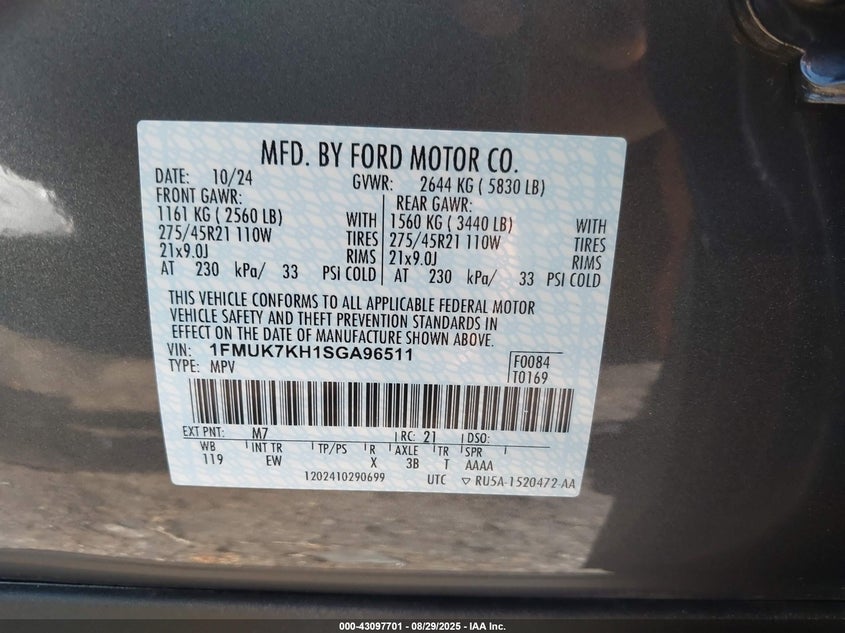 MFD. BY FORD MOTOR CO.
DATE: 10/24 GVWR: 2644 KG ( 5830 LB)
FRONT GAWR: REAR GAWR:
1161 KG ( 2560 LB) WITH 1560 KG ( 3440 LB) WITH
275/45R21 110W TIRES 275/45R21 110W TIRES
21x9.0J RIMS 21x9.0J RIMS
AT 230 kPa/ 33 PSI COLD AT 230 kPa/ 33 PSI COLD
THIS VEHICLE CONFORMS TO ALL APPLICABLE FEDERAL MOTOR
VEHICLE SAFETY AND THEFT PREVENTION STANDARDS IN
EFFECT ON THE DATE OF MANUFACTURE SHOWN ABOVE.
VIN: 1FMUK7KH1SGA96511 F0084
TYPE: MPV T0169
EXT PNT: M7 RC: 21 DSO:
WB INT TR TP/PS R AXLE TR SPR
119 EW X 3B T AAAA
1202410290699 UTC ▽ RU5A-1520472-AA
000-43097701 - 08/29/2025 - IAA Inc.